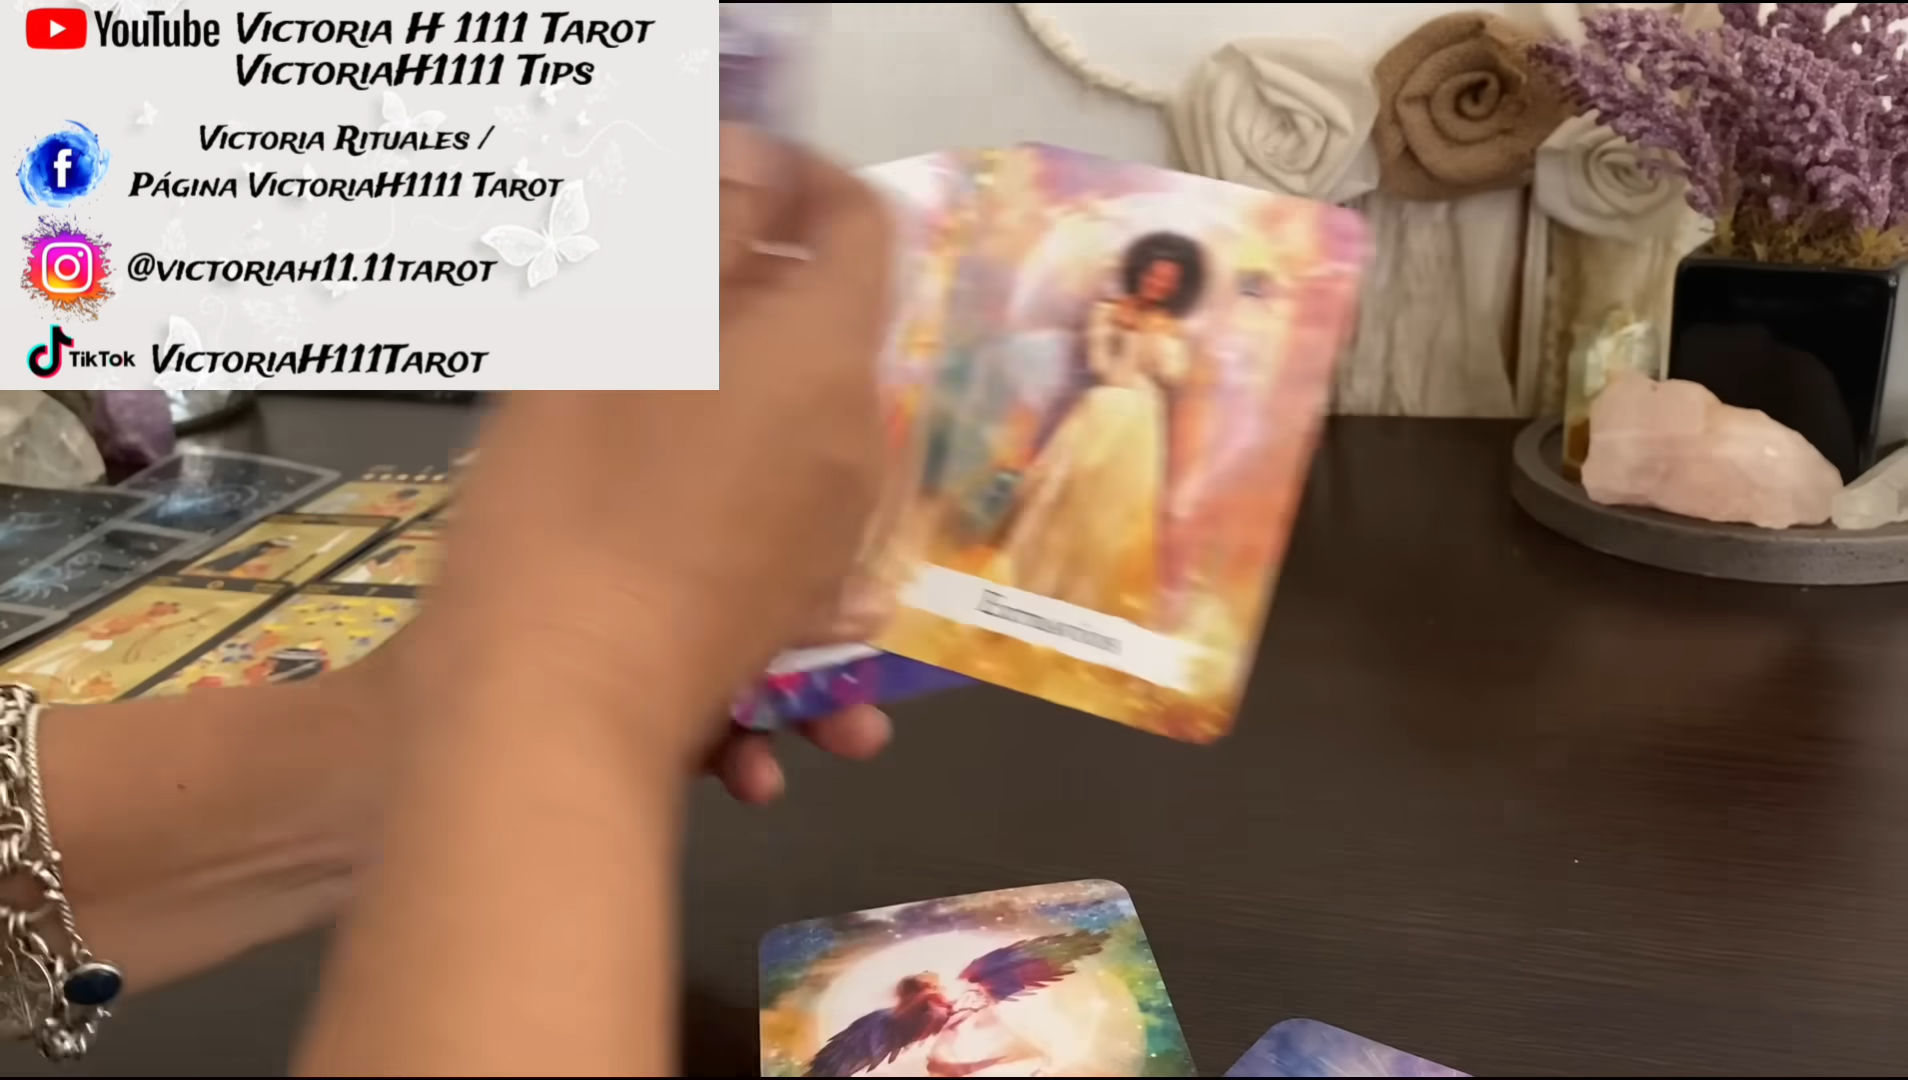 YouTube Victoria H 1111 Tarot
VictoriaH1111 Tips
Victoria Rituales /
Página VictoriaH1111 Tarot
@victoriah11.11tarot
TikTok VictoriaH111Tarot